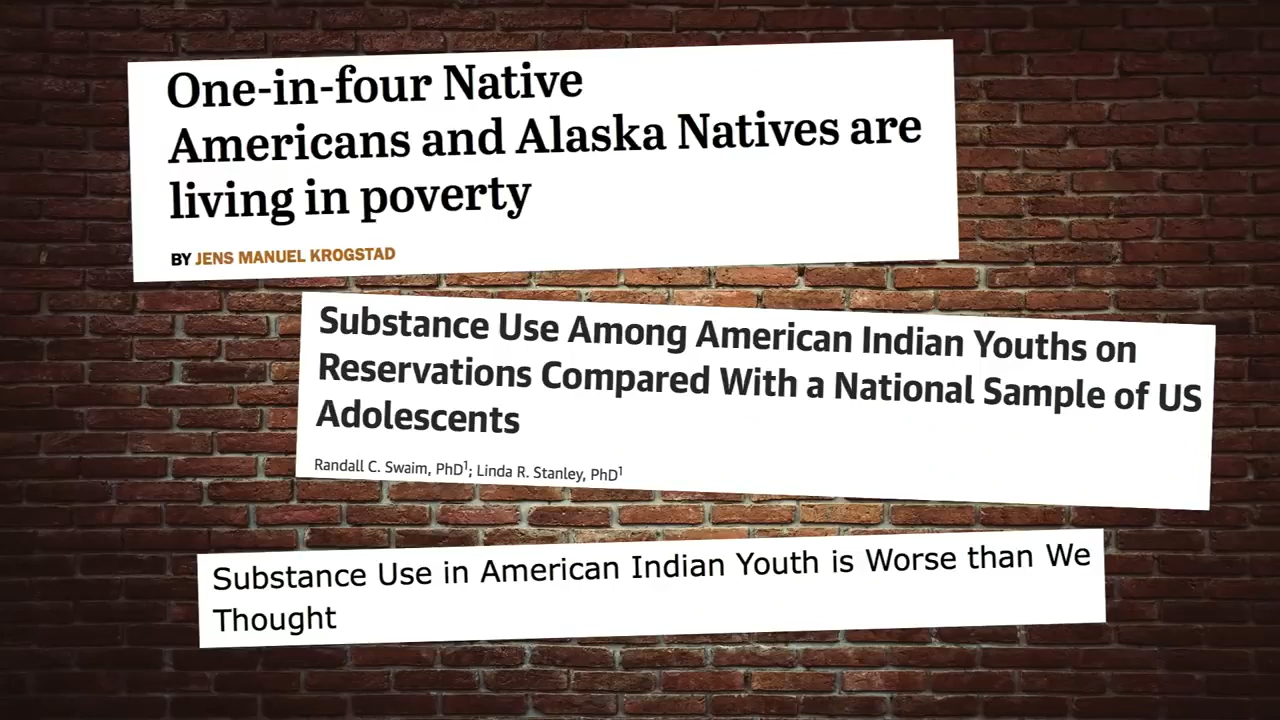 One-in-four Native
Americans and Alaska Natives are
living in poverty
BY JENS MANUEL KROGSTAD
Substance Use Among American Indian Youths on
Reservations Compared With a National Sample of US
Adolescents
Randall C. Swaim, PhD¹; Linda R. Stanley, PhD¹
Substance Use in American Indian Youth is Worse than We
Thought